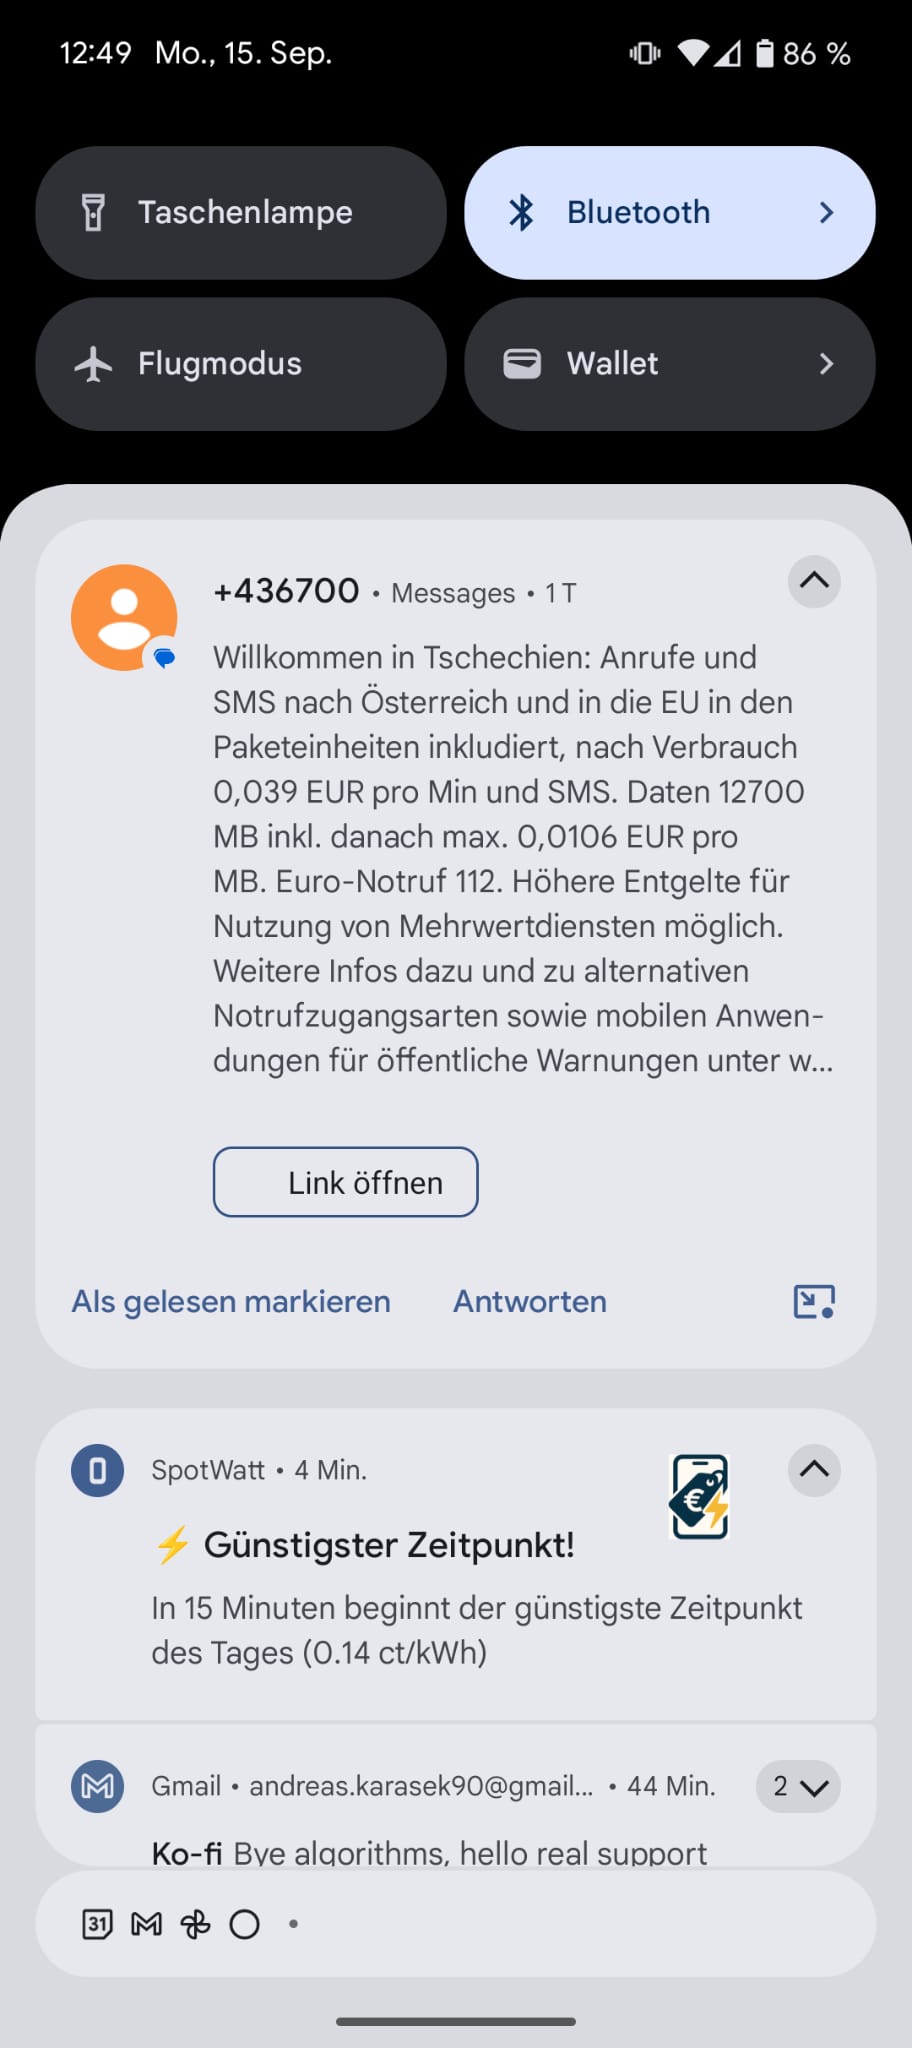 12:49 Mo., 15. Sep. 86 %
Taschenlampe
Bluetooth
Flugmodus
Wallet
+436700 • Messages • 1 T
Willkommen in Tschechien: Anrufe und
SMS nach Österreich und in die EU in den
Paketeinheiten inkludiert, nach Verbrauch
0,039 EUR pro Min und SMS. Daten 12700
MB inkl. danach max. 0,0106 EUR pro
MB. Euro-Notruf 112. Höhere Entgelte für
Nutzung von Mehrwertdiensten möglich.
Weitere Infos dazu und zu alternativen
Notrufzugangsarten sowie mobilen Anwen-
dungen für öffentliche Warnungen unter w...
Link öffnen
Als gelesen markieren Antworten
SpotWatt • 4 Min.
⚡ Günstigster Zeitpunkt!
In 15 Minuten beginnt der günstigste Zeitpunkt
des Tages (0.14 ct/kWh)
Gmail • andreas.karasek90@gmail... • 44 Min. 2
Ko-fi Bye algorithms, hello real support
31